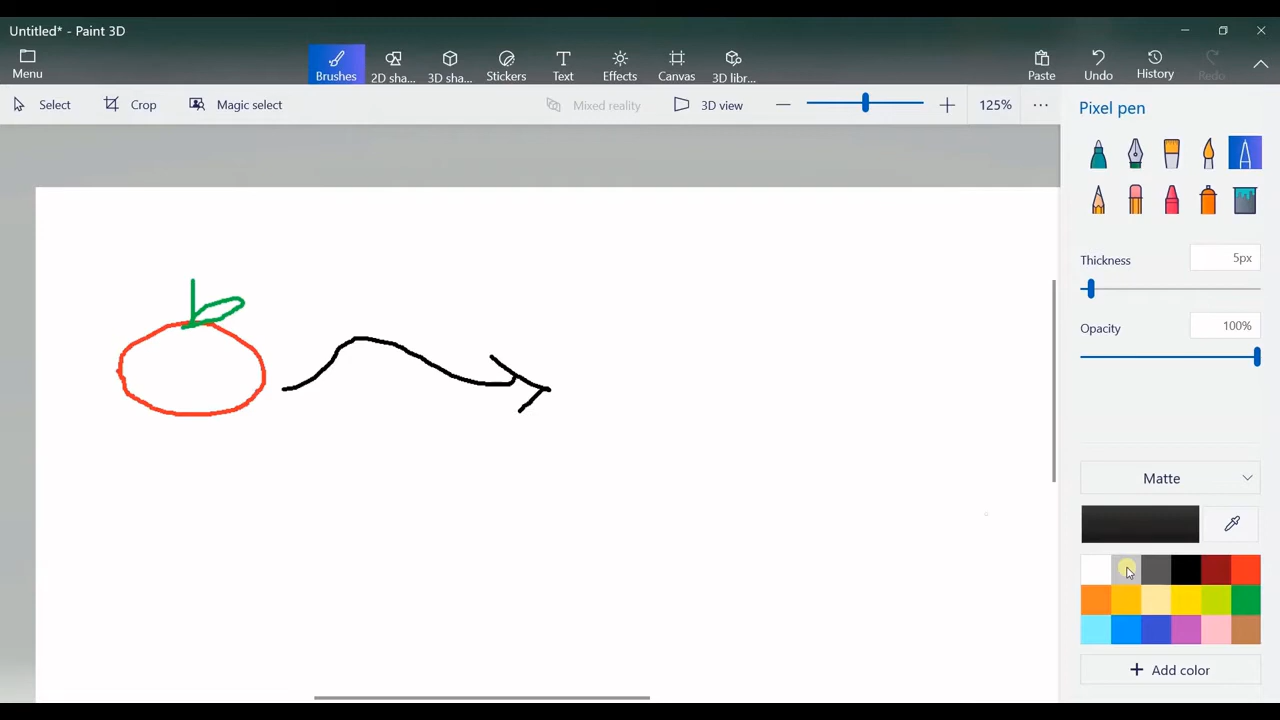 Untitled* - Paint 3D
Menu
Brushes
2D sha...
3D sha...
Stickers
Text
Effects
Canvas
3D libr...
Paste
Undo
History
Redo
Select
Crop
Magic select
Mixed reality
3D view
125%
Pixel pen
Thickness
5px
Opacity
100%
Matte
Add color